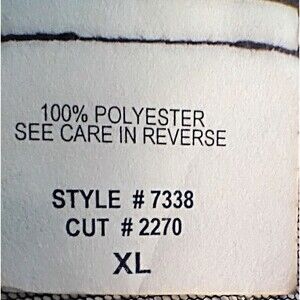 100% POLYESTER
SEE CARE IN REVERSE
STYLE # 7338
CUT # 2270
XL